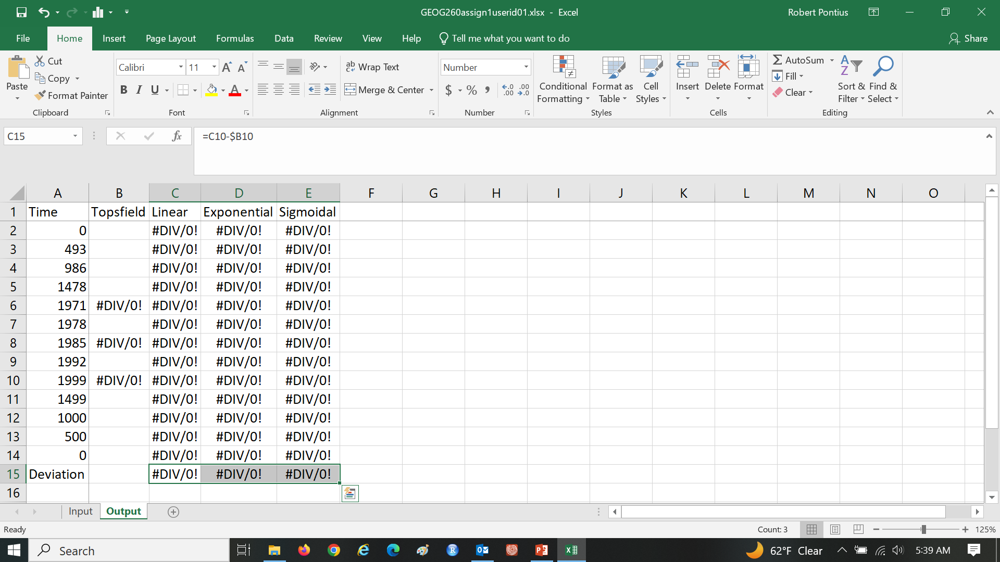 GEOG260assign1userid01.xlsx - Excel
Robert Pontius
File Home Insert Page Layout Formulas Data Review View Help Tell me what you want to do Share
Paste
Cut
Copy
Format Painter
Clipboard
Calibri 11
B I U
Font
Wrap Text
Merge & Center
Alignment
Number
$ % ,
Number
Conditional Formatting
Format as Table
Cell Styles
Styles
Insert Delete Format
Cells
AutoSum
Fill
Clear
Sort & Filter
Find & Select
Editing
C15 fx =C10-$B10
A B C D E F G H I J K L M N O
1 Time Topsfield Linear Exponential Sigmoidal
2 0 #DIV/0! #DIV/0! #DIV/0!
3 493 #DIV/0! #DIV/0! #DIV/0!
4 986 #DIV/0! #DIV/0! #DIV/0!
5 1478 #DIV/0! #DIV/0! #DIV/0!
6 1971 #DIV/0! #DIV/0! #DIV/0! #DIV/0!
7 1978 #DIV/0! #DIV/0! #DIV/0!
8 1985 #DIV/0! #DIV/0! #DIV/0! #DIV/0!
9 1992 #DIV/0! #DIV/0! #DIV/0!
10 1999 #DIV/0! #DIV/0! #DIV/0! #DIV/0!
11 1499 #DIV/0! #DIV/0! #DIV/0!
12 1000 #DIV/0! #DIV/0! #DIV/0!
13 500 #DIV/0! #DIV/0! #DIV/0!
14 0 #DIV/0! #DIV/0! #DIV/0!
15 Deviation #DIV/0! #DIV/0! #DIV/0!
16
Input Output
Ready Count: 3 125%
Search 62°F Clear 5:39 AM